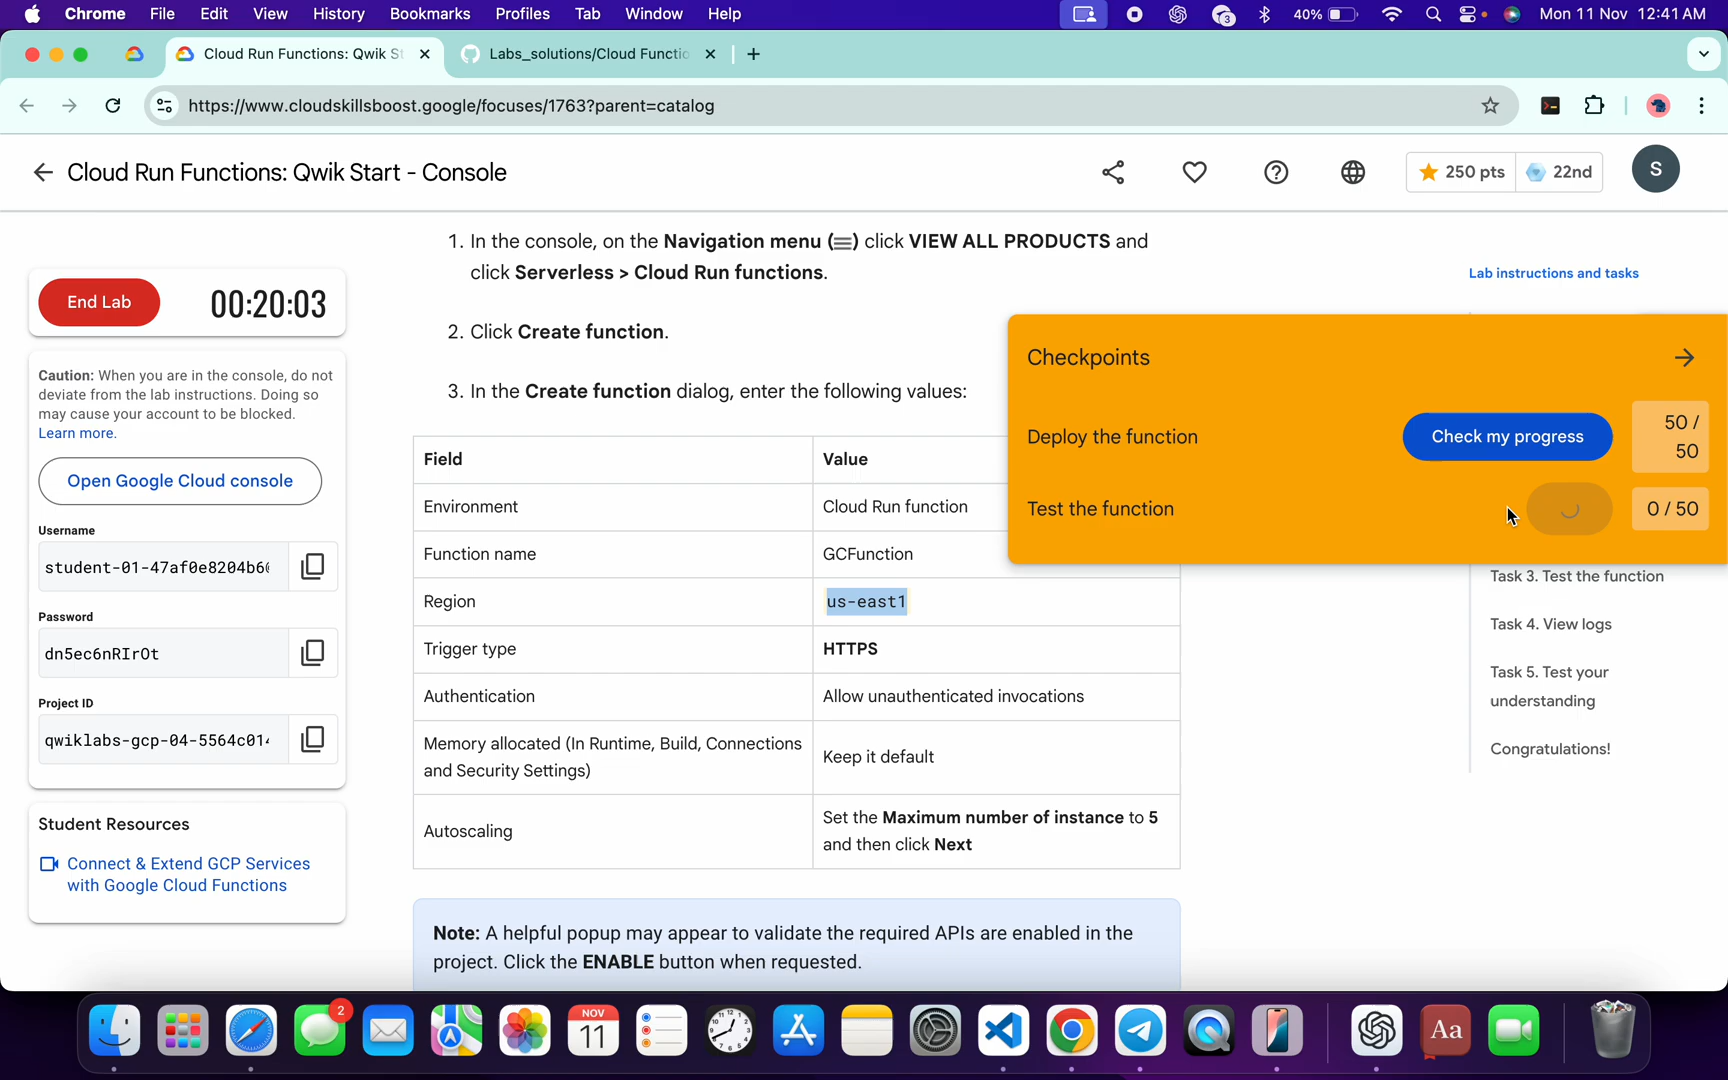 Chrome File Edit View History Bookmarks Profiles Tab Window Help 3 40% Mon 11 Nov 12:41 AM
Cloud Run Functions: Qwik St Labs_solutions/Cloud Functio
https://www.cloudskillsboost.google/focuses/1763?parent=catalog
Cloud Run Functions: Qwik Start - Console 250 pts 22nd S
End Lab 00:20:03
Caution: When you are in the console, do not
deviate from the lab instructions. Doing so
may cause your account to be blocked.
Learn more.
Open Google Cloud console
Username
student-01-47af0e8204b60
Password
dn5ec6nRIrOt
Project ID
qwiklabs-gcp-04-5564c014
Student Resources
Connect & Extend GCP Services
with Google Cloud Functions
1. In the console, on the Navigation menu (≡) click VIEW ALL PRODUCTS and
click Serverless > Cloud Run functions.
2. Click Create function.
3. In the Create function dialog, enter the following values:
Field Value
Environment Cloud Run function
Function name GCFunction
Region us-east1
Trigger type HTTPS
Authentication Allow unauthenticated invocations
Memory allocated (In Runtime, Build, Connections
and Security Settings) Keep it default
Autoscaling Set the Maximum number of instance to 5
and then click Next
Note: A helpful popup may appear to validate the required APIs are enabled in the
project. Click the ENABLE button when requested.
Lab instructions and tasks
Checkpoints
Deploy the function Check my progress 50 /
50
Test the function 0 / 50
Task 3. Test the function
Task 4. View logs
Task 5. Test your
understanding
Congratulations!
2
NOV
11
Aa